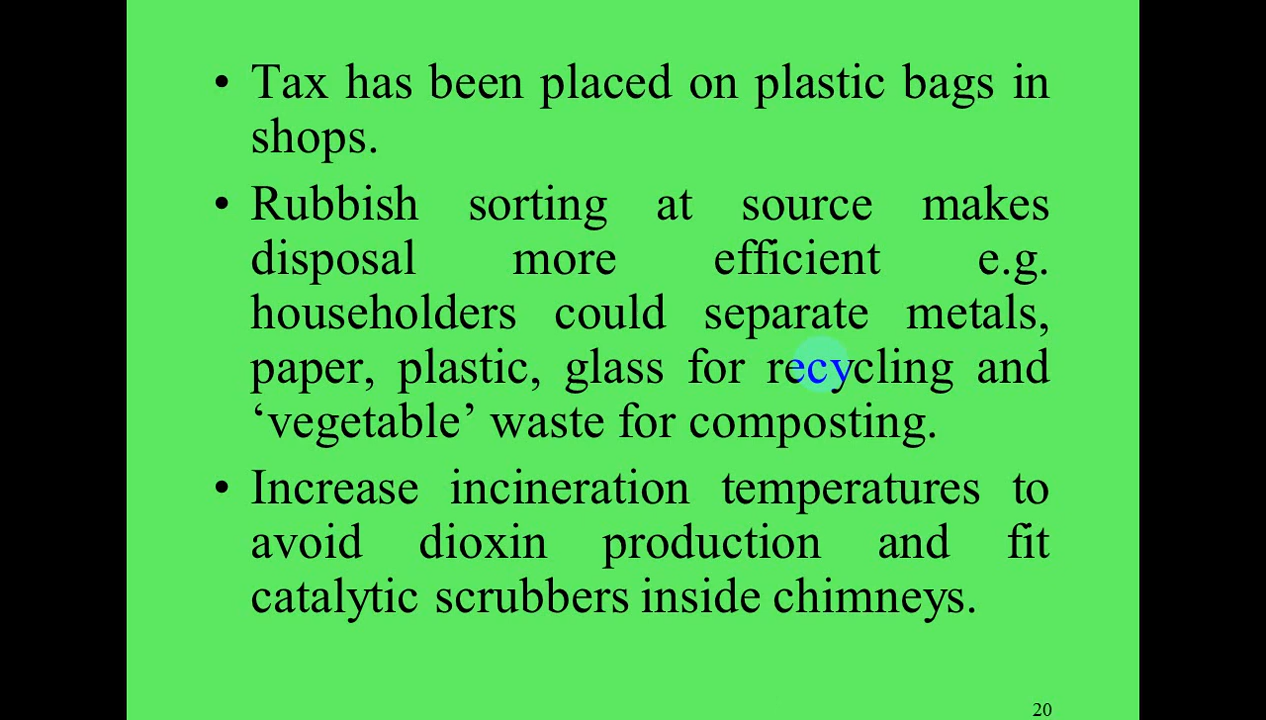 • Tax has been placed on plastic bags in
shops.
• Rubbish sorting at source makes
disposal more efficient e.g.
householders could separate metals,
paper, plastic, glass for recycling and
‘vegetable’ waste for composting.
• Increase incineration temperatures to
avoid dioxin production and fit
catalytic scrubbers inside chimneys.
20